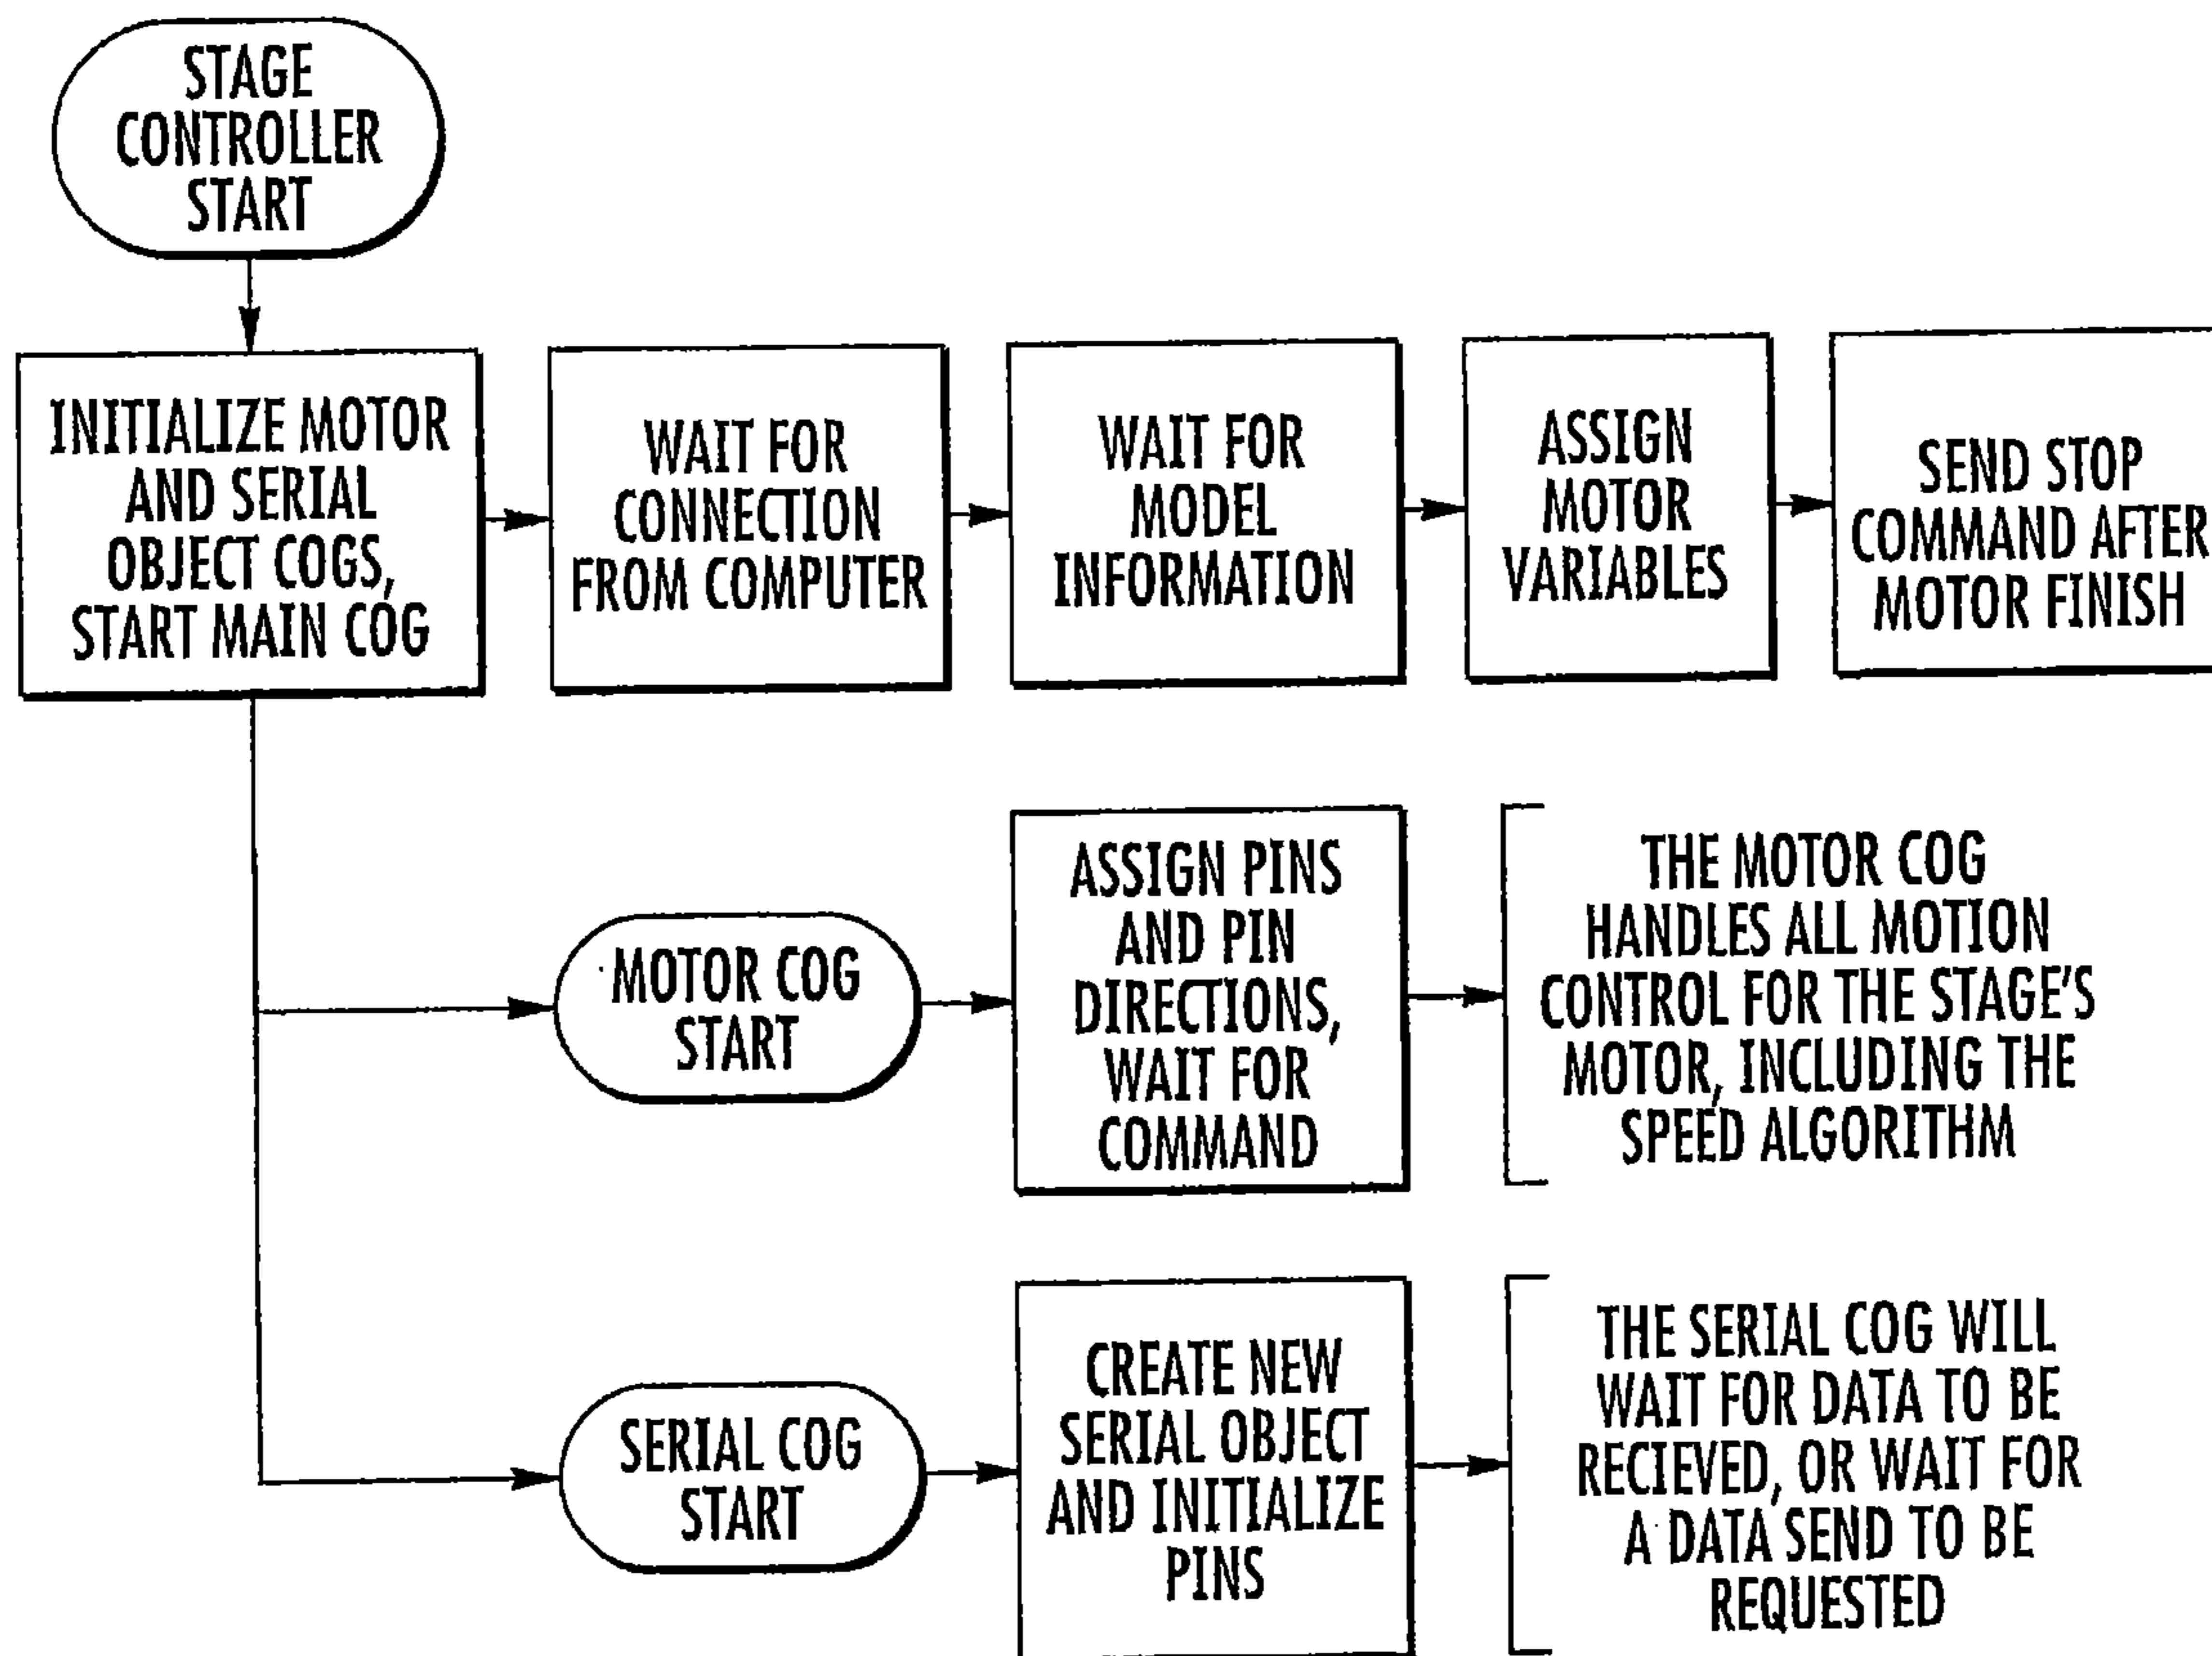 STAGE
CONTROLLER
START
INITIALIZE MOTOR
AND SERIAL
OBJECT COGS,
START MAIN COG
WAIT FOR
CONNECTION
FROM COMPUTER
WAIT FOR
MODEL
INFORMATION
ASSIGN
MOTOR
VARIABLES
SEND STOP
COMMAND AFTER
MOTOR FINISH
MOTOR COG
START
ASSIGN PINS
AND PIN
DIRECTIONS,
WAIT FOR
COMMAND
THE MOTOR COG
HANDLES ALL MOTION
CONTROL FOR THE STAGE'S
MOTOR, INCLUDING THE
SPEED ALGORITHM
SERIAL COG
START
CREATE NEW
SERIAL OBJECT
AND INITIALIZE
PINS
THE SERIAL COG WILL
WAIT FOR DATA TO BE
RECIEVED, OR WAIT FOR
A DATA SEND TO BE
REQUESTED